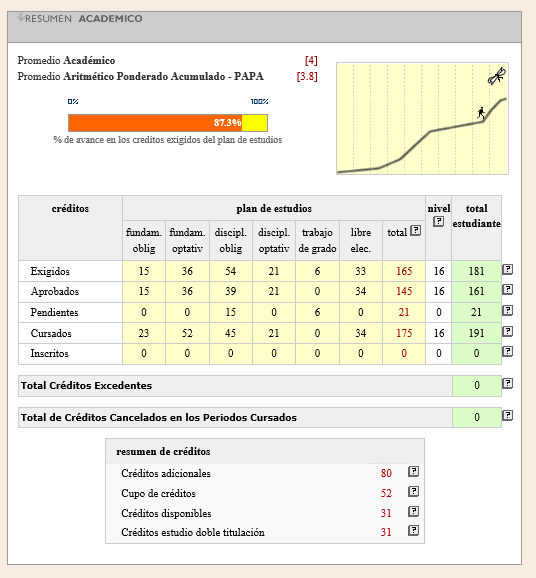 RESUMEN ACADEMICO
Promedio Académico [4]
Promedio Aritmético Ponderado Acumulado - PAPA [3.8]
0% 100%
87.3%
% de avance en los creditos exigidos del plan de estudios
créditos plan de estudios nivel total estudiante
fundam. oblig fundam. optativ discipl. oblig discipl. optativ trabajo de grado libre elec. total
Exigidos 15 36 54 21 6 33 165 16 181
Aprobados 15 36 39 21 0 34 145 16 161
Pendientes 0 0 15 0 6 0 21 0 21
Cursados 23 52 45 21 0 34 175 16 191
Inscritos 0 0 0 0 0 0 0 0 0
Total Créditos Excedentes 0
Total de Créditos Cancelados en los Periodos Cursados 0
resumen de créditos
Créditos adicionales 80
Cupo de créditos 52
Créditos disponibles 31
Créditos estudio doble titulación 31